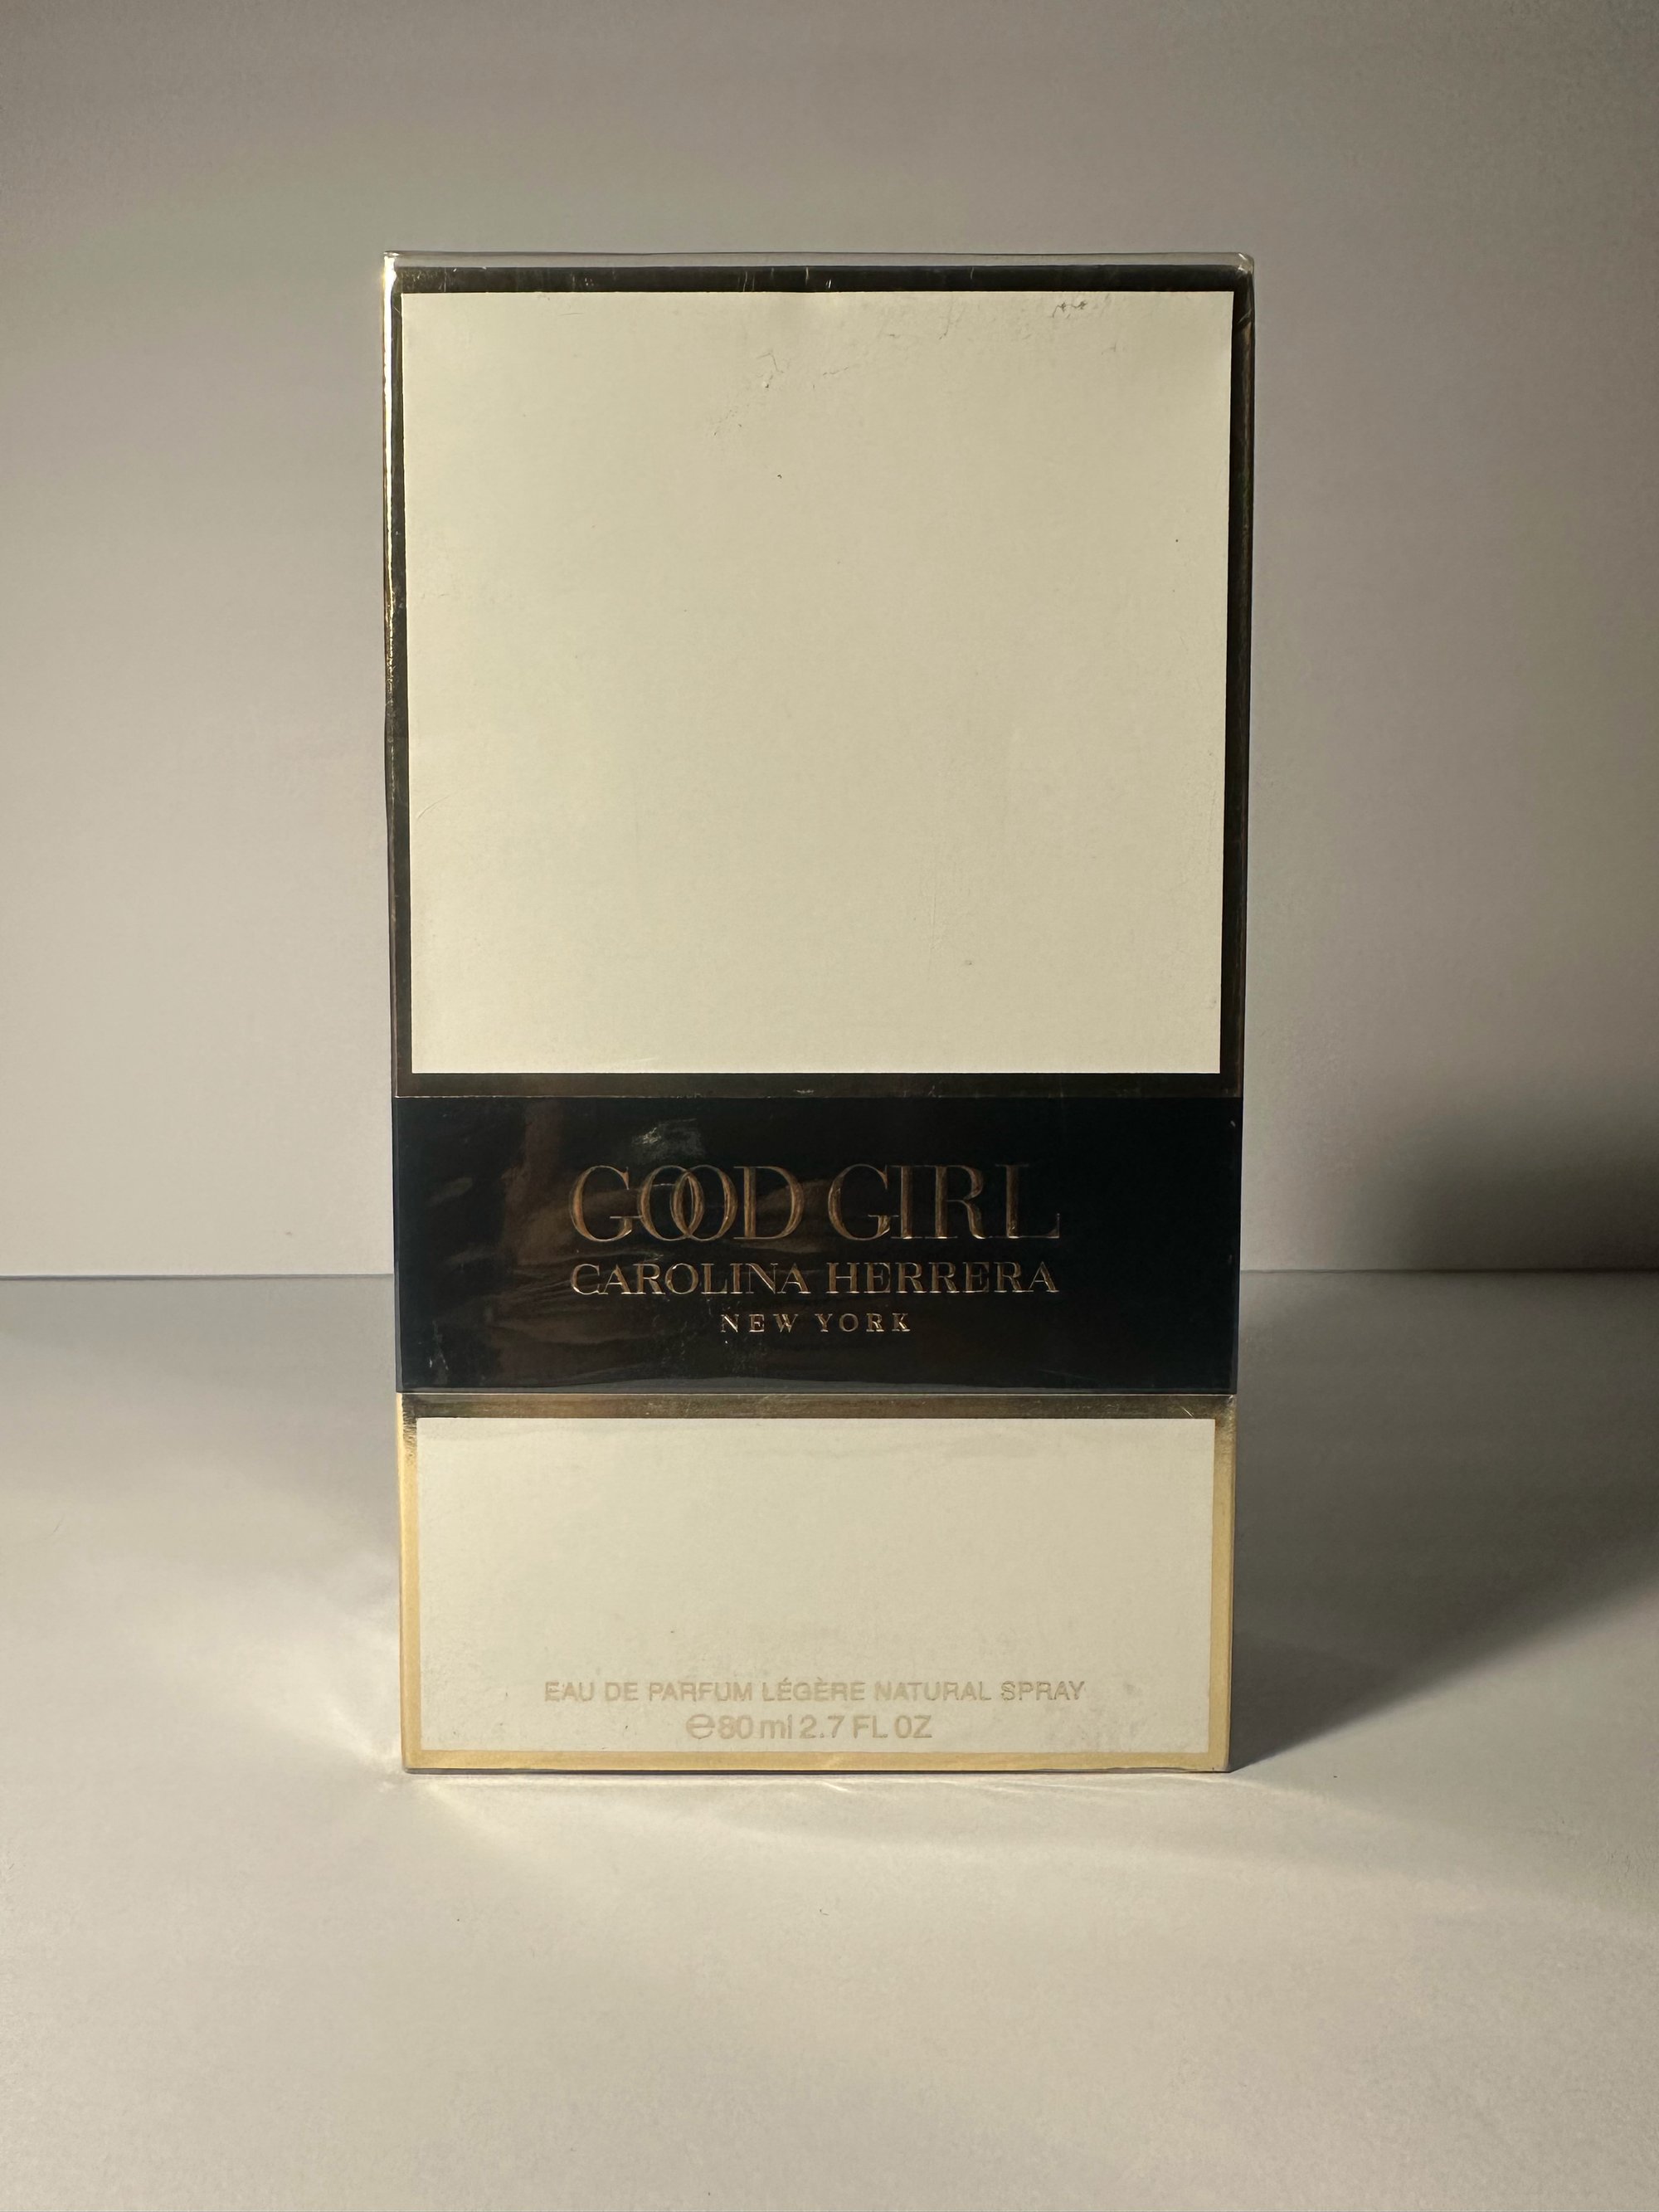 GOOD GIRL
CAROLINA HERRERA
NEW YORK
EAU DE PARFUM LÉGÈRE NATURAL SPRAY
℮80 ml 2.7 FL OZ